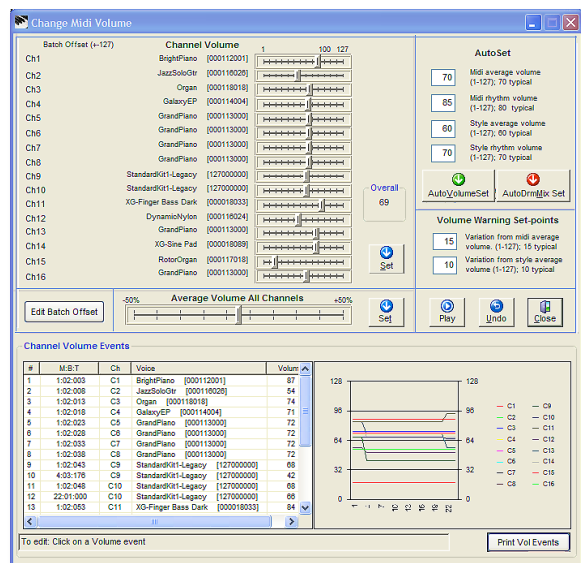 Change Midi Volume
Batch Offset (+-127)
Channel Volume
1 100 127
Ch1 BrightPiano [000112001]
Ch2 JazzSoloGtr [000116026]
Ch3 Organ [000118018]
Ch4 GalaxyEP [000114004]
Ch5 GrandPiano [000113000]
Ch6 GrandPiano [000113000]
Ch7 GrandPiano [000113000]
Ch8 GrandPiano [000113000]
Ch9 StandardKit1-Legacy [127000000]
Ch10 StandardKit1-Legacy [127000000]
Ch11 XG-Finger Bass Dark [000018033]
Ch12 DynamicNylon [000116024]
Ch13 GrandPiano [000113000]
Ch14 XG-Sine Pad [000018089]
Ch15 RotorOrgan [000117018]
Ch16 GrandPiano [000113000]
Overall
69
Set
AutoSet
70 Midi average volume
(1-127); 70 typical
85 Midi rhythm volume
(1-127); 80 typical
60 Style average volume
(1-127); 60 typical
70 Style rhythm volume
(1-127); 70 typical
AutoVolumeSet
AutoDrmMix Set
Volume Warning Set-points
15 Variation from midi average
volume. (1-127); 15 typical
10 Variation from style average
volume (1-127); 10 typical
Edit Batch Offset
-50% Average Volume All Channels +50%
Set
Play
Undo
Close
Channel Volume Events
# M:B:T Ch Voice Volum
1 1:02:003 C1 BrightPiano [000112001] 87
2 1:02:008 C2 JazzSoloGtr [000116026] 54
3 1:02:013 C3 Organ [000118018] 74
4 1:02:018 C4 GalaxyEP [000114004] 71
5 1:02:023 C5 GrandPiano [000113000] 72
6 1:02:028 C6 GrandPiano [000113000] 72
7 1:02:033 C7 GrandPiano [000113000] 72
8 1:02:038 C8 GrandPiano [000113000] 72
9 1:02:043 C9 StandardKit1-Legacy [127000000] 68
10 4:03:176 C9 StandardKit1-Legacy [127000000] 42
11 1:02:048 C10 StandardKit1-Legacy [127000000] 68
12 22:01:000 C10 StandardKit1-Legacy [127000000] 66
13 1:02:053 C11 XG-Finger Bass Dark [000018033] 84
128 128
96 96
64 64
32 32
0 0
1 7 10 13 16 19 22
C1 C9
C2 C10
C3 C11
C4 C12
C5 C13
C6 C14
C7 C15
C8 C16
To edit: Click on a Volume event
Print Vol Events